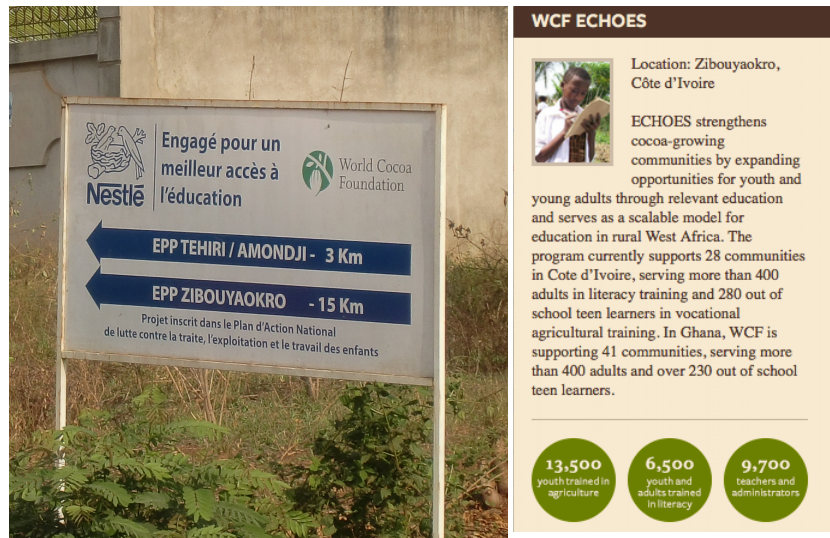 Nestlé
Engagé pour un
meilleur accès à
l'éducation
World Cocoa
Foundation
EPP TEHIRI / AMONDJI - 3 Km
EPP ZIBOUYAOKRO - 15 Km
Projet inscrit dans le Plan d'Action National
de lutte contre la traite, l'exploitation et le travail des enfants
WCF ECHOES
Location: Zibouyaokro,
Côte d'Ivoire
ECHOES strengthens
cocoa-growing
communities by expanding
opportunities for youth and
young adults through relevant education
and serves as a scalable model for
education in rural West Africa. The
program currently supports 28 communities
in Cote d'Ivoire, serving more than 400
adults in literacy training and 280 out of
school teen learners in vocational
agricultural training. In Ghana, WCF is
supporting 41 communities, serving more
than 400 adults and over 230 out of school
teen learners.
13,500
youth trained in
agriculture
6,500
youth and
adults trained
in literacy
9,700
teachers and
administrators